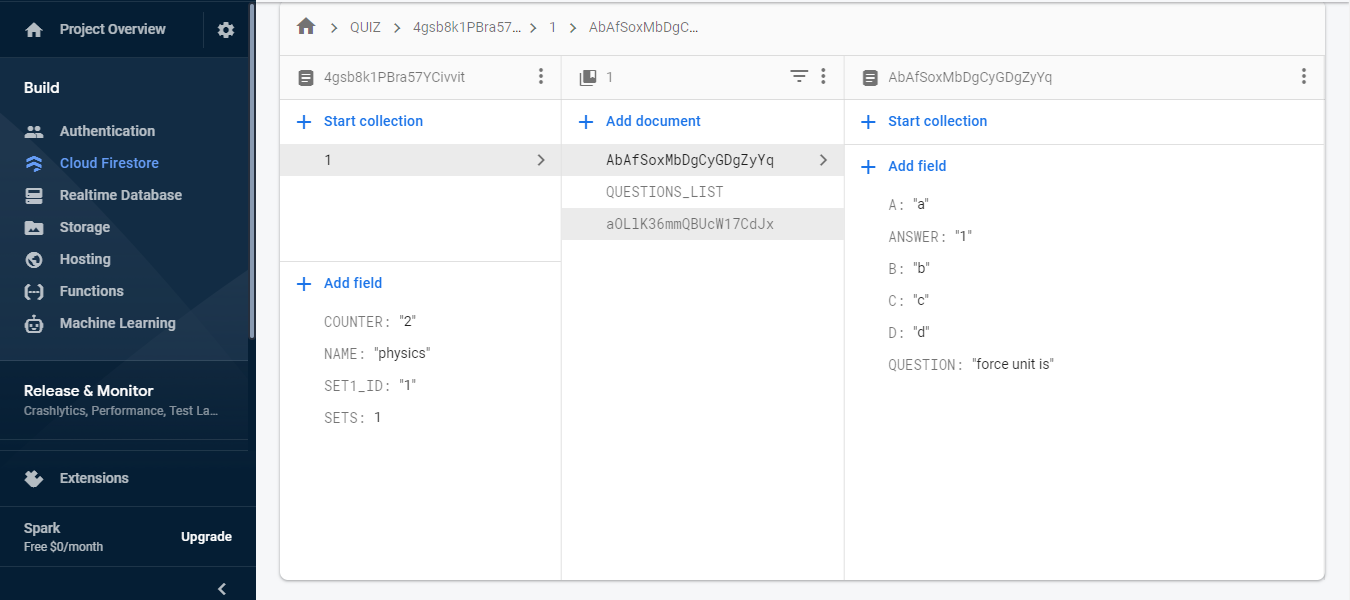 Project Overview
Build
Authentication
Cloud Firestore
Realtime Database
Storage
Hosting
Functions
Machine Learning
Release & Monitor
Crashlytics, Performance, Test La...
Extensions
Spark
Free $0/month
Upgrade
QUIZ
4gsb8k1PBra57...
1
AbAfSoxMbDgC...
4gsb8k1PBra57YCivvit
Start collection
1
Add field
COUNTER: "2"
NAME: "physics"
SET1_ID: "1"
SETS: 1
1
Add document
AbAfSoxMbDgCyGDgZyYq
QUESTIONS_LIST
aOLlK36mmQBUcW17CdJx
AbAfSoxMbDgCyGDgZyYq
Start collection
Add field
A: "a"
ANSWER: "1"
B: "b"
C: "c"
D: "d"
QUESTION: "force unit is"